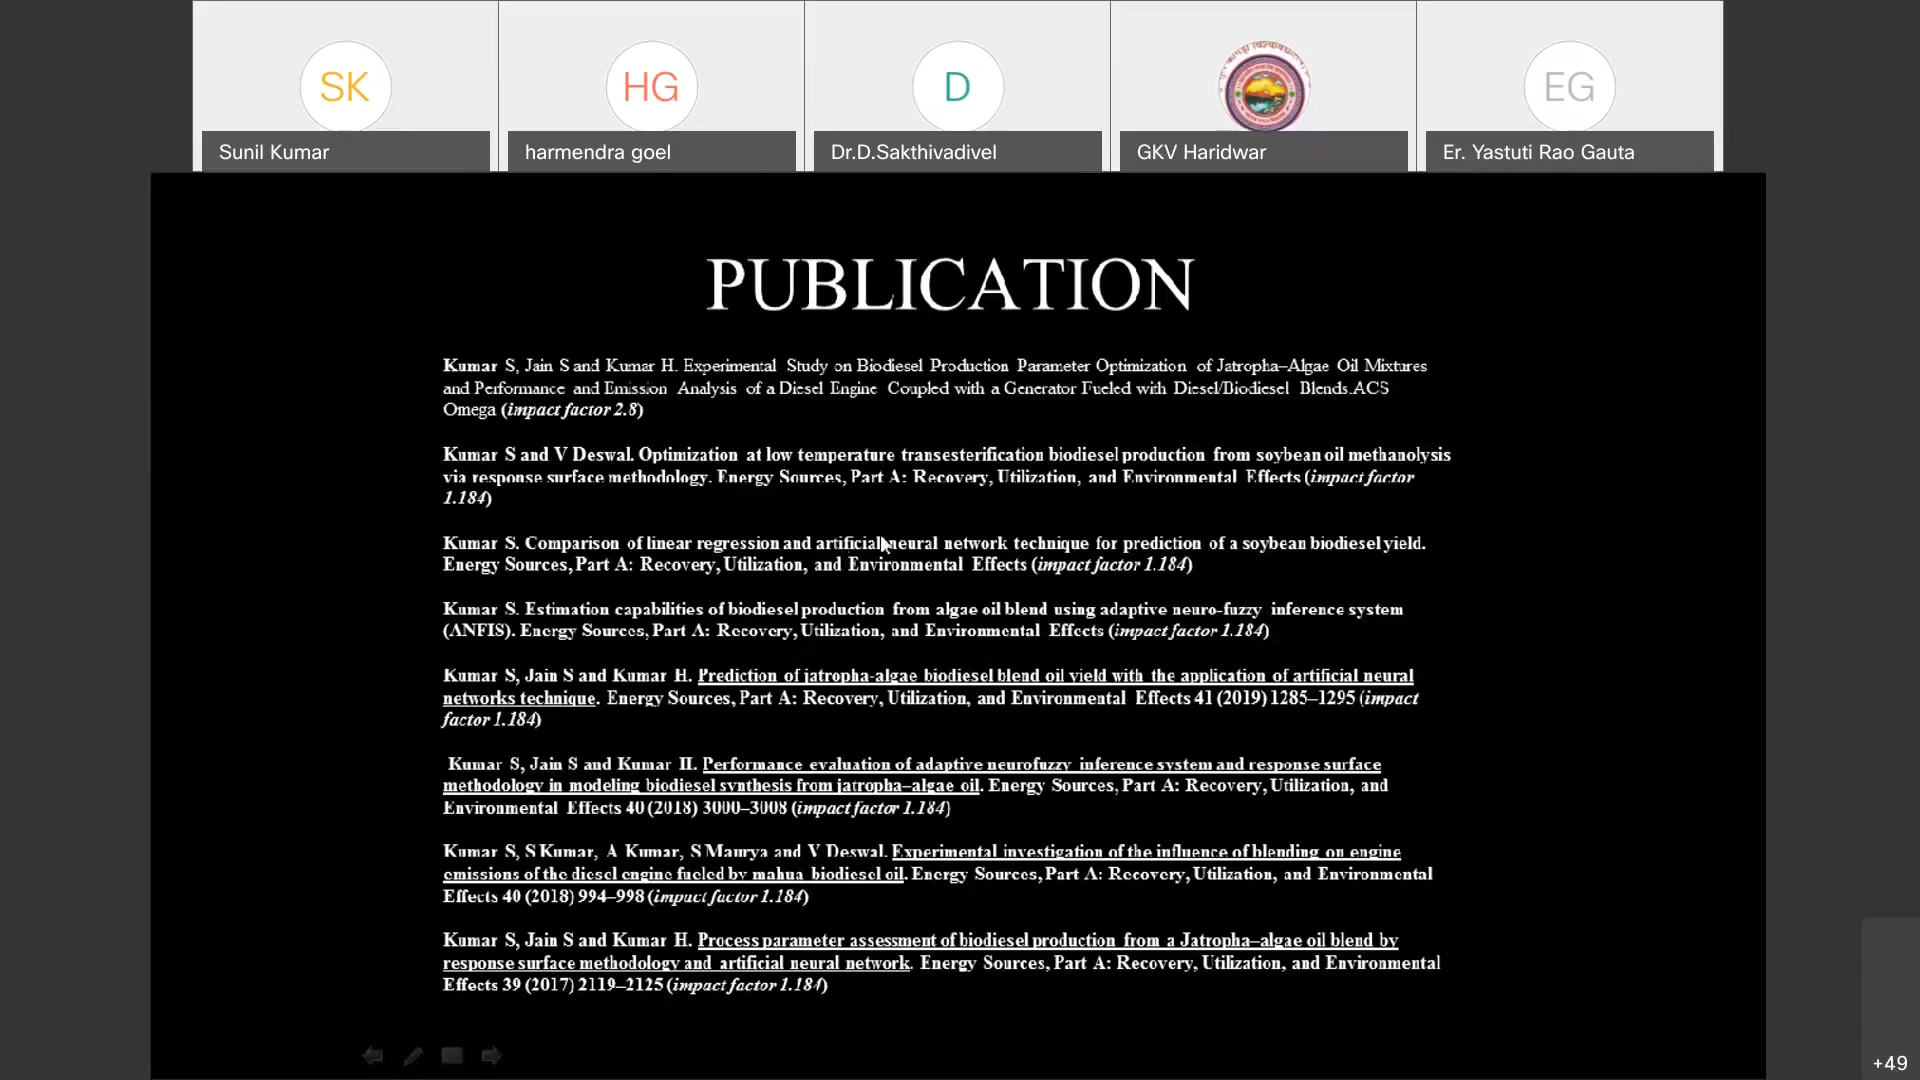 SK
HG
D
EG
Sunil Kumar
harmendra goel
Dr.D.Sakthivadivel
GKV Haridwar
Er. Yastuti Rao Gauta
PUBLICATION
Kumar S, Jain S and Kumar H. Experimental Study on Biodiesel Production Parameter Optimization of Jatropha–Algae Oil Mixtures
and Performance and Emission Analysis of a Diesel Engine Coupled with a Generator Fueled with Diesel/Biodiesel Blends.ACS
Omega (impact factor 2.8)
Kumar S and V Deswal. Optimization at low temperature transesterification biodiesel production from soybean oil methanolysis
via response surface methodology. Energy Sources, Part A: Recovery, Utilization, and Environmental Effects (impact factor
1.184)
Kumar S. Comparison of linear regression and artificial neural network technique for prediction of a soybean biodiesel yield.
Energy Sources, Part A: Recovery, Utilization, and Environmental Effects (impact factor 1.184)
Kumar S. Estimation capabilities of biodiesel production from algae oil blend using adaptive neuro-fuzzy inference system
(ANFIS). Energy Sources, Part A: Recovery, Utilization, and Environmental Effects (impact factor 1.184)
Kumar S, Jain S and Kumar H. Prediction of jatropha-algae biodiesel blend oil yield with the application of artificial neural
networks technique. Energy Sources, Part A: Recovery, Utilization, and Environmental Effects 41 (2019) 1285–1295 (impact
factor 1.184)
Kumar S, Jain S and Kumar H. Performance evaluation of adaptive neurofuzzy inference system and response surface
methodology in modeling biodiesel synthesis from jatropha–algae oil. Energy Sources, Part A: Recovery, Utilization, and
Environmental Effects 40 (2018) 3000–3008 (impact factor 1.184)
Kumar S, S Kumar, A Kumar, S Maurya and V Deswal. Experimental investigation of the influence of blending on engine
emissions of the diesel engine fueled by mahua biodiesel oil. Energy Sources, Part A: Recovery, Utilization, and Environmental
Effects 40 (2018) 994–998 (impact factor 1.184)
Kumar S, Jain S and Kumar H. Process parameter assessment of biodiesel production from a Jatropha–algae oil blend by
response surface methodology and artificial neural network. Energy Sources, Part A: Recovery, Utilization, and Environmental
Effects 39 (2017) 2119–2125 (impact factor 1.184)
+49